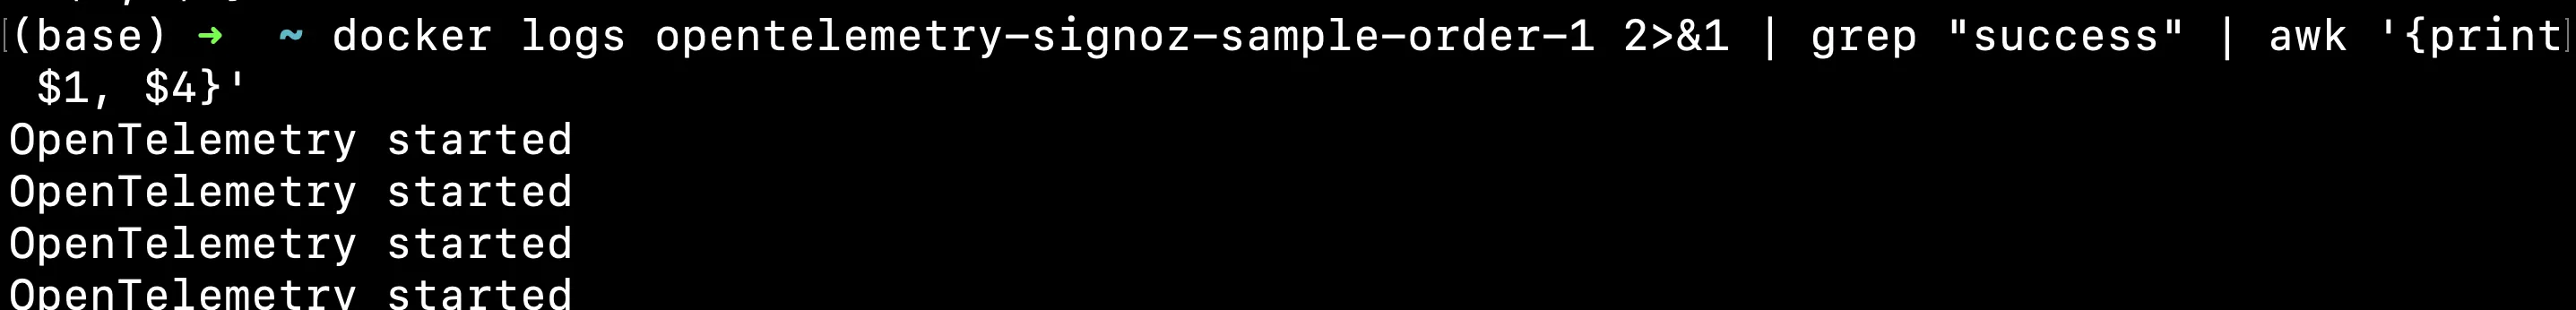 (base) ➜  ~ docker logs opentelemetry-signoz-sample-order-1 2>&1 | grep "success" | awk '{print
 $1, $4}'
OpenTelemetry started
OpenTelemetry started
OpenTelemetry started
OpenTelemetry started